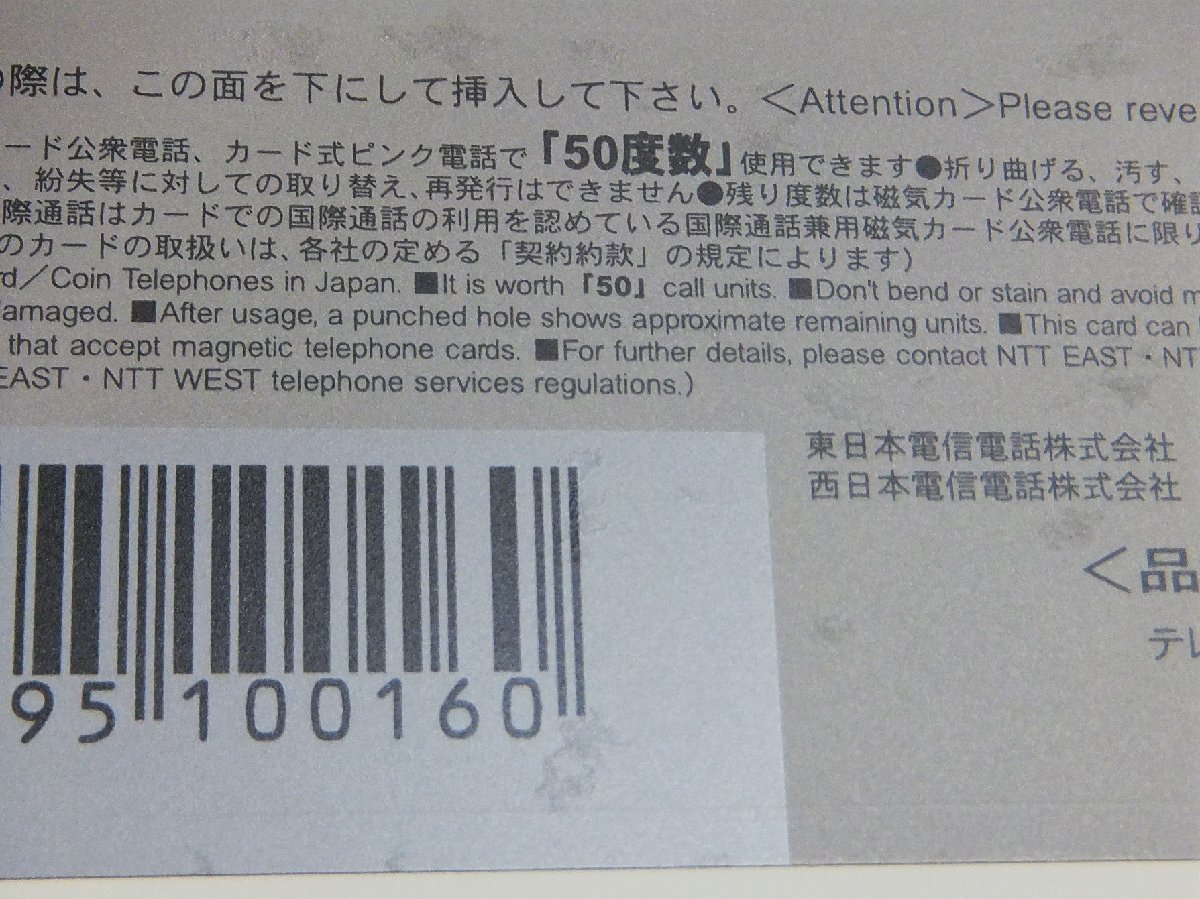 際は、この面を下にして挿入して下さい。＜Attention＞Please reve
ード公衆電話、カード式ピンク電話で「50度数」使用できます●折り曲げる、汚す、
、紛失等に対しての取り替え、再発行はできません●残り度数は磁気カード公衆電話で確認
際通話はカードでの国際通話の利用を認めている国際通話兼用磁気カード公衆電話に限り
のカードの取扱いは、各社の定める「契約約款」の規定によります）
rd／Coin Telephones in Japan. ■It is worth「50」call units. ■Don't bend or stain and avoid m
damaged. ■After usage, a punched hole shows approximate remaining units. ■This card can
that accept magnetic telephone cards. ■For further details, please contact NTT EAST・NT
EAST・NTT WEST telephone services regulations.)
東日本電信電話株式会社
西日本電信電話株式会社
＜品
テレ
95 100160